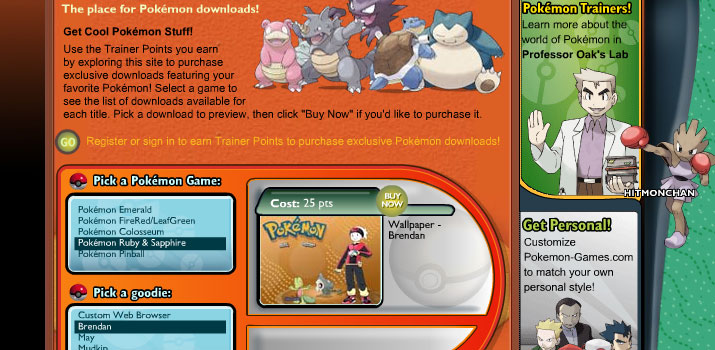 The place for Pokémon downloads!
Get Cool Pokémon Stuff!
Use the Trainer Points you earn
by exploring this site to purchase
exclusive downloads featuring your
favorite Pokémon! Select a game to
see the list of downloads available
for each title. Pick a download to preview, then click "Buy Now" if you'd like to purchase it.
GO Register or sign in to earn Trainer Points to purchase exclusive Pokémon downloads!
Pick a Pokémon Game:
Pokémon Emerald
Pokémon FireRed/LeafGreen
Pokémon Colosseum
Pokémon Ruby & Sapphire
Pokémon Pinball
Pick a goodie:
Custom Web Browser
Brendan
May
Mudkip
Cost: 25 pts
BUY
NOW
POKéMON
Wallpaper -
Brendan
Pokémon Trainers!
Learn more about the
world of Pokémon in
Professor Oak's Lab
HITMONCHAN
Get Personal!
Customize
Pokemon-Games.com
to match your own
personal style!